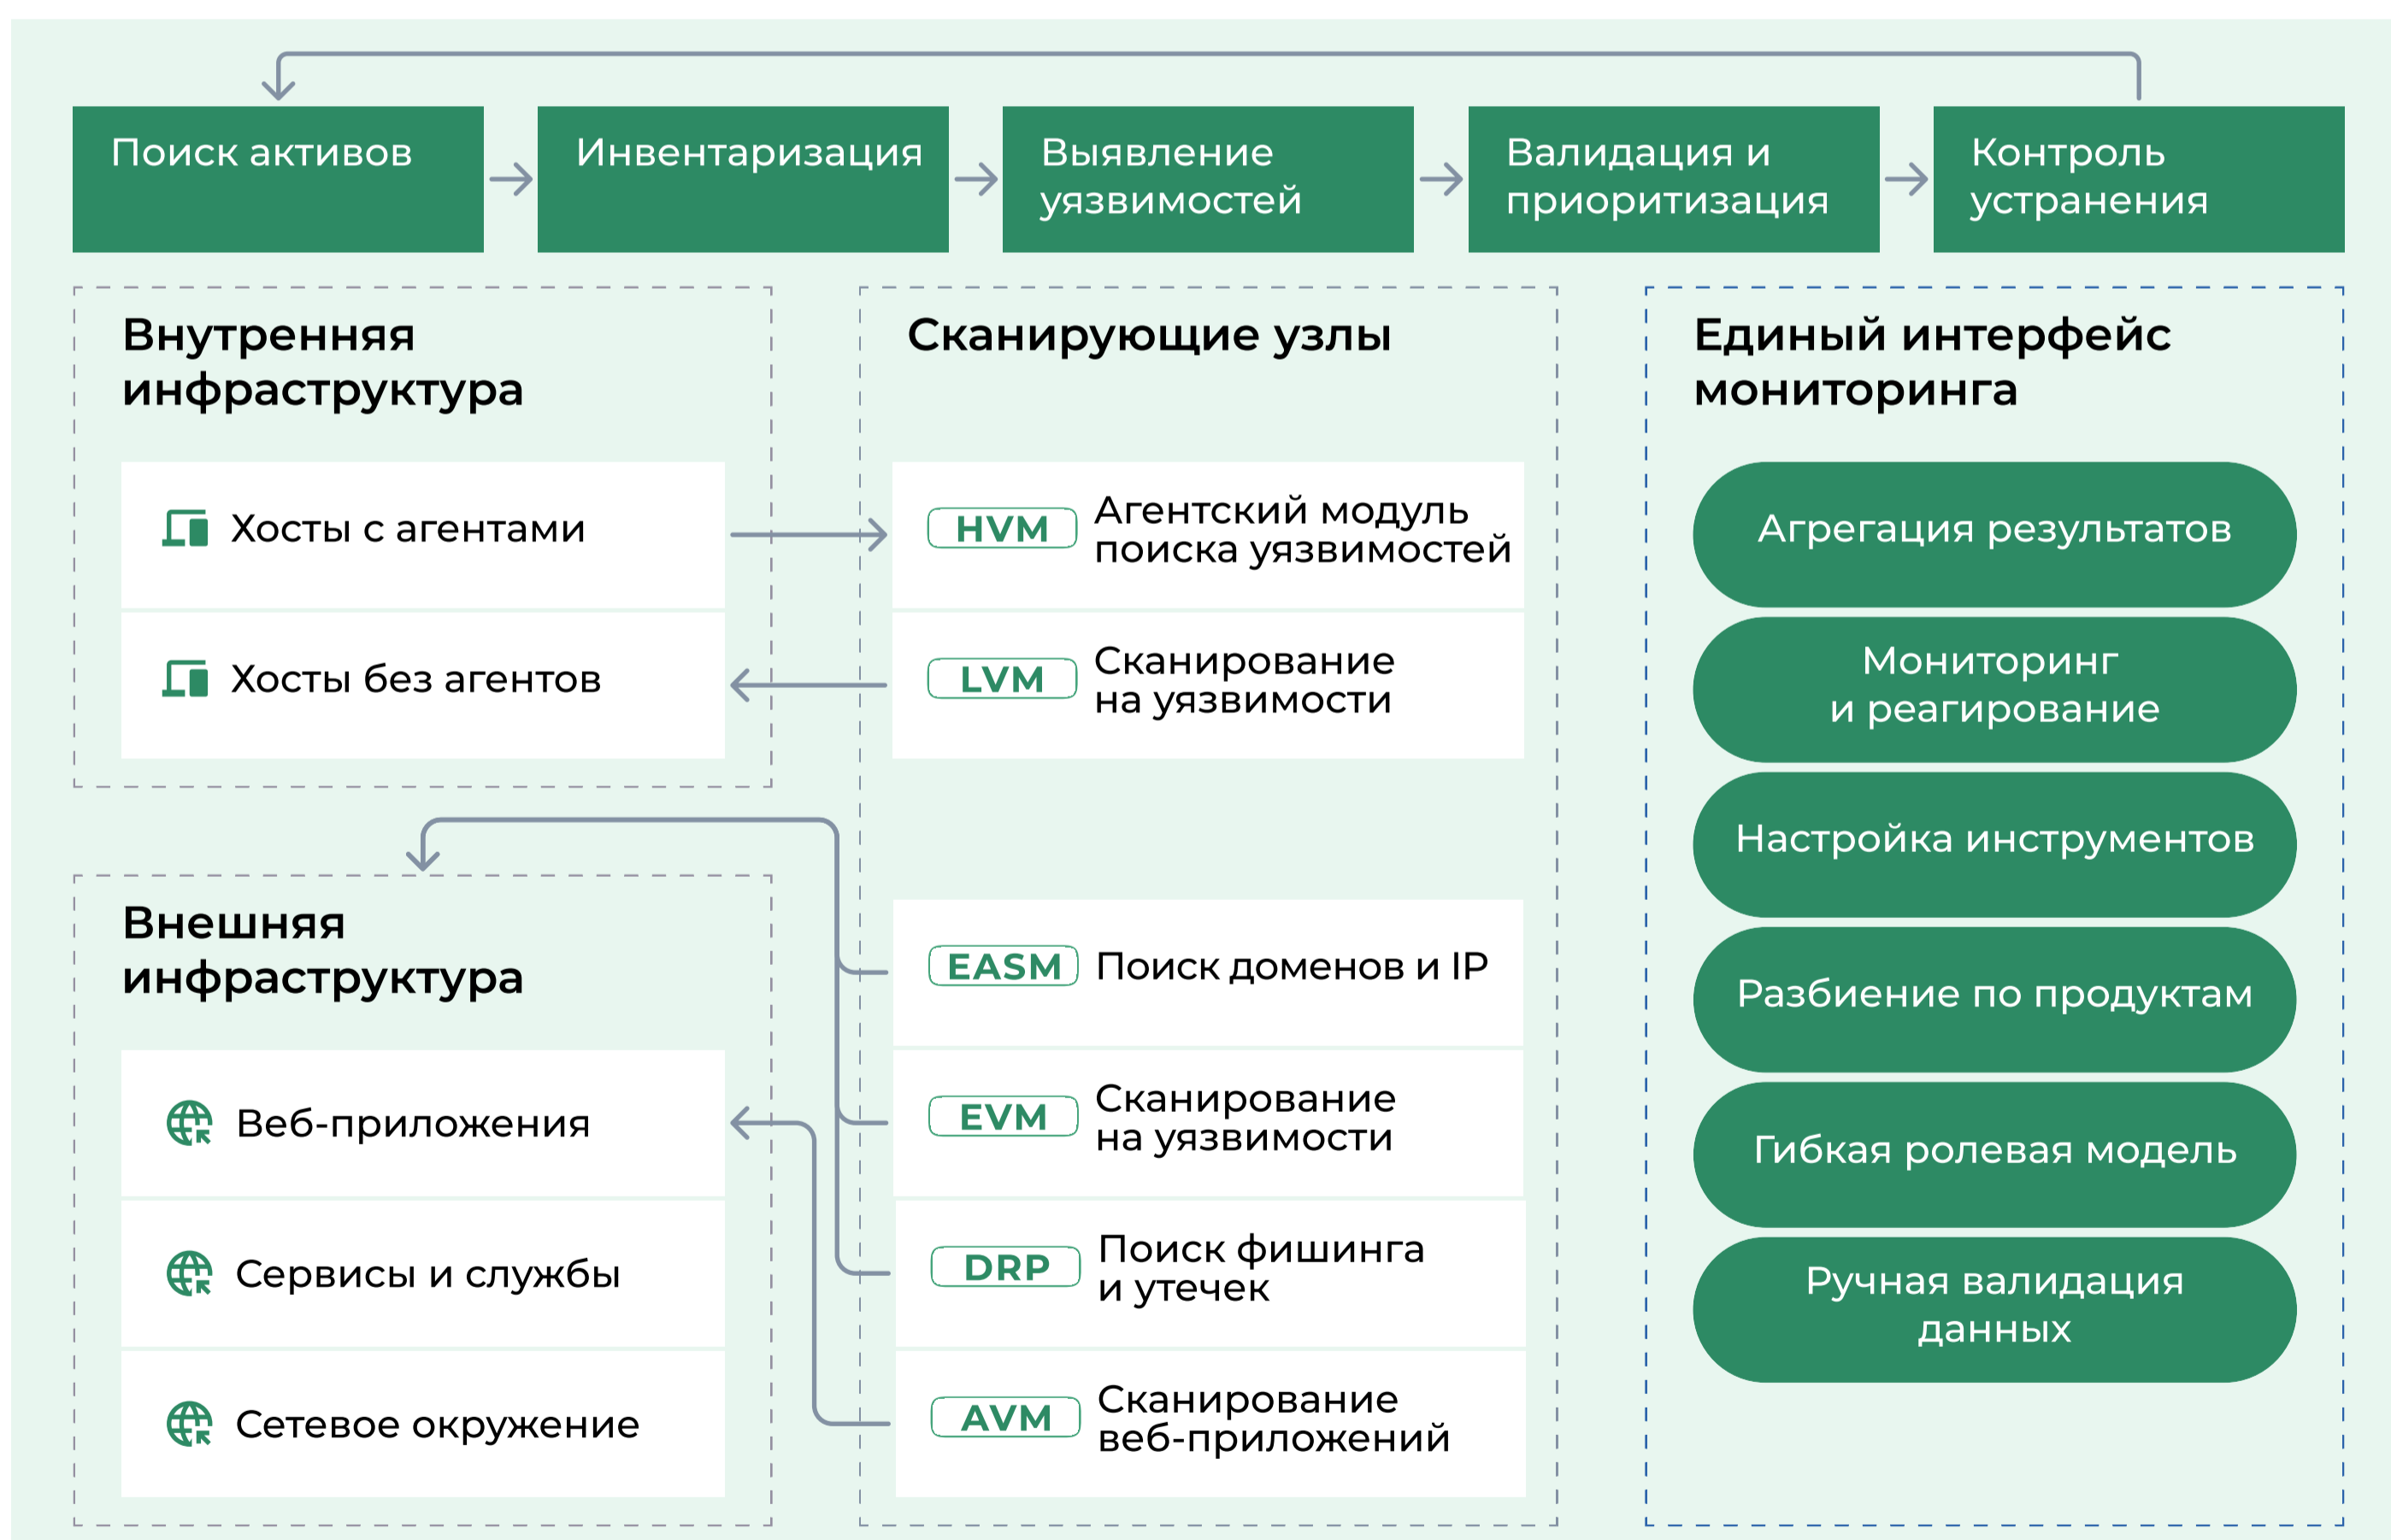 Поиск активов
Инвентаризация
Выявление
уязвимостей
Валидация и
приоритизация
Контроль
устранения
Внутренняя
инфраструктура
Хосты с агентами
Хосты без агентов
Внешняя
инфраструктура
Веб-приложения
Сервисы и службы
Сетевое окружение
Сканирующие узлы
HVM
Агентский модуль
поиска уязвимостей
LVM
Сканирование
на уязвимости
EASM
Поиск доменов и IP
EVM
Сканирование
на уязвимости
DRP
Поиск фишинга
и утечек
AVM
Сканирование
веб-приложений
Единый интерфейс
мониторинга
Агрегация результатов
Мониторинг
и реагирование
Настройка инструментов
Разбиение по продуктам
Гибкая ролевая модель
Ручная валидация
данных